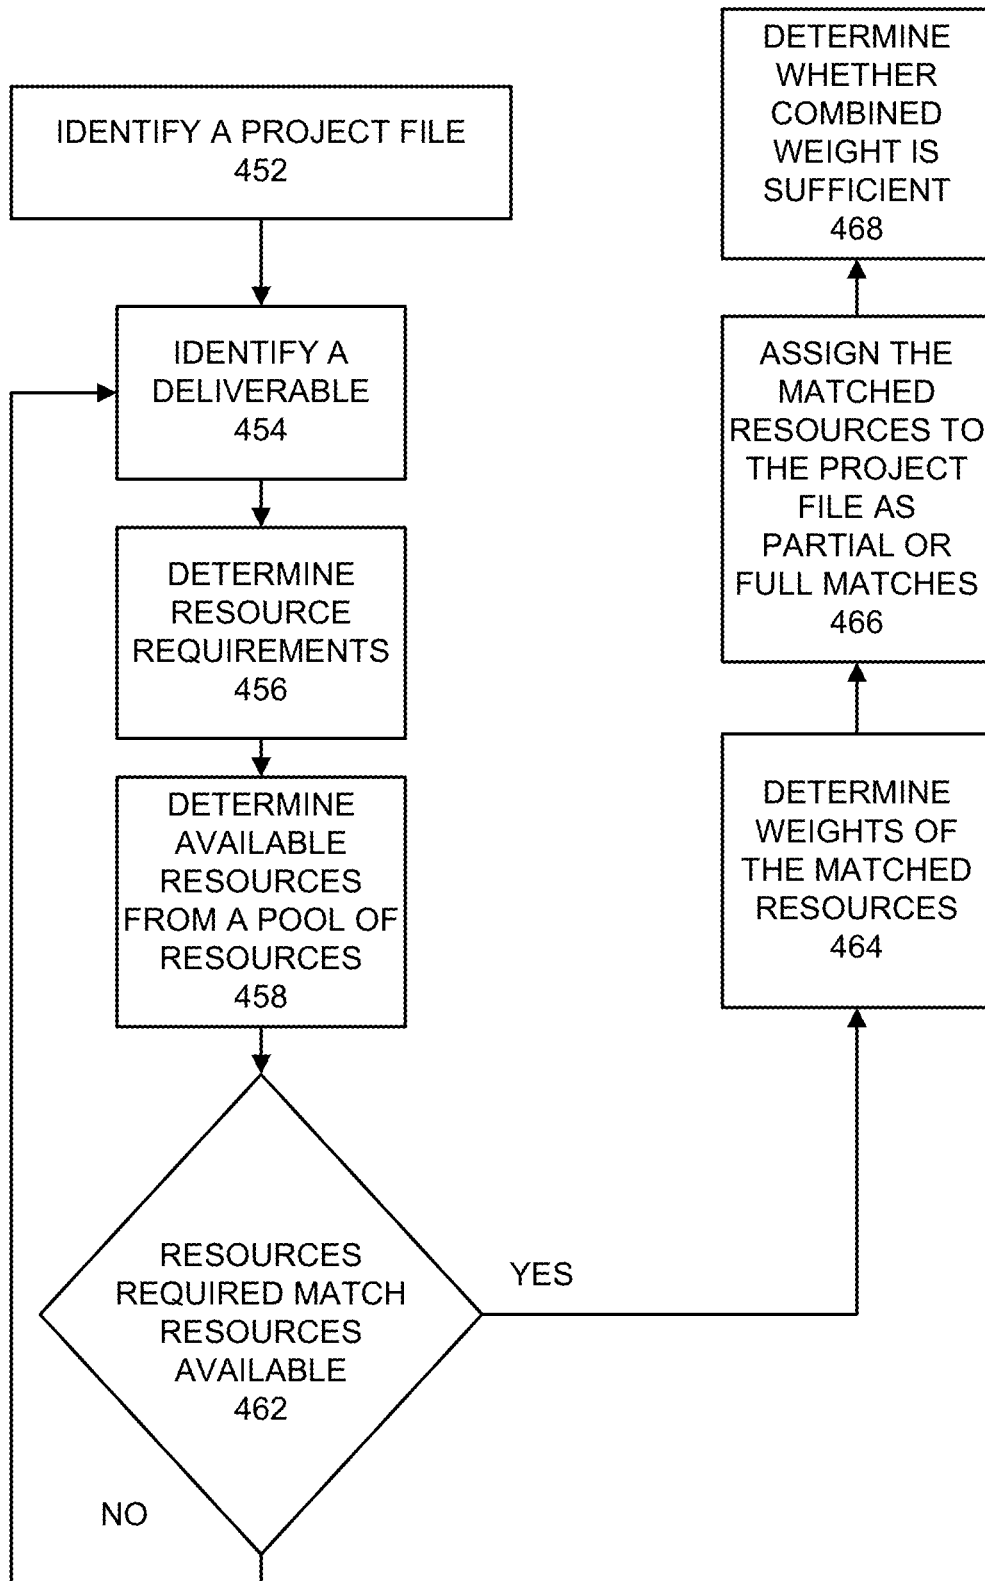 IDENTIFY A PROJECT FILE
452
IDENTIFY A
DELIVERABLE
454
DETERMINE
RESOURCE
REQUIREMENTS
456
DETERMINE
AVAILABLE
RESOURCES
FROM A POOL OF
RESOURCES
458
RESOURCES
REQUIRED MATCH
RESOURCES
AVAILABLE
462
NO
YES
DETERMINE
WEIGHTS OF
THE MATCHED
RESOURCES
464
ASSIGN THE
MATCHED
RESOURCES TO
THE PROJECT
FILE AS
PARTIAL OR
FULL MATCHES
466
DETERMINE
WHETHER
COMBINED
WEIGHT IS
SUFFICIENT
468